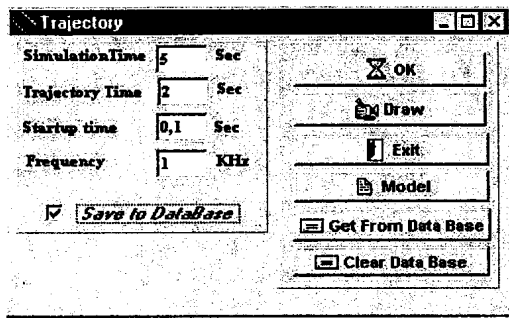 Trajectory
SimulationTime 5 Sec
Trajectory Time 2 Sec
Startup time 0,1 Sec
Frequency 1 KHz
Save to DataBase
OK
Draw
Exit
Model
Get From Data Base
Clear Data Base